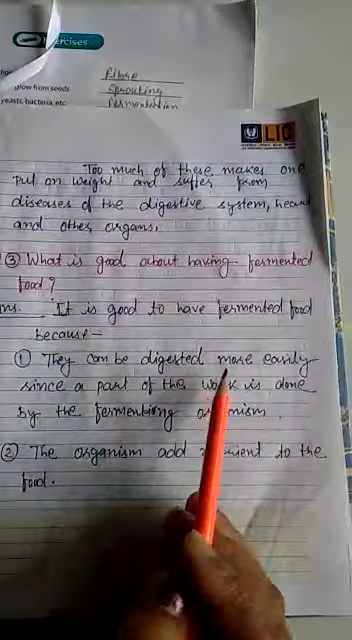 Exercises
Fibre
grow from seeds Sprouting
yeasts, bacteria, etc. Fermentation
LIC
Too much of these makes one
put on weight and suffer from
diseases of the digestive system, heart
and other organs.
③ What is good about having fermented
food?
ns. It is good to have fermented food
because -
① They can be digested more easily
since a part of the work is done
by the fermenting organism.
② The organism add to the
food.